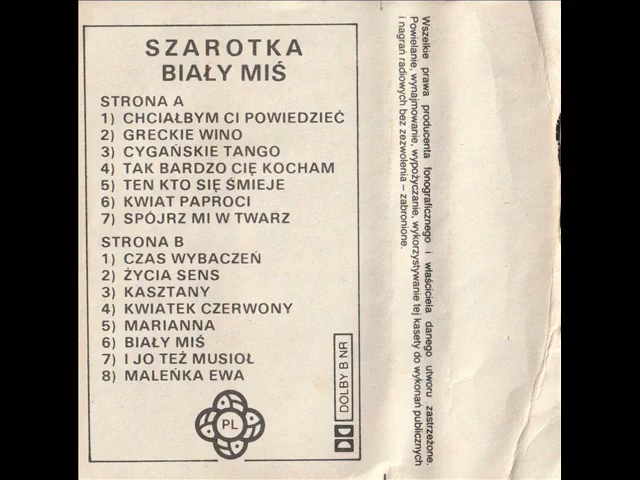 SZAROTKA
BIAŁY MIŚ
STRONA A
1) CHCIAŁBYM CI POWIEDZIEĆ
2) GRECKIE WINO
3) CYGAŃSKIE TANGO
4) TAK BARDZO CIĘ KOCHAM
5) TEN KTO SIĘ ŚMIEJE
6) KWIAT PAPROCI
7) SPÓJRZ MI W TWARZ
STRONA B
1) CZAS WYBACZEŃ
2) ŻYCIA SENS
3) KASZTANY
4) KWIATEK CZERWONY
5) MARIANNA
6) BIAŁY MIŚ
7) I JO TEŻ MUSIOŁ
8) MALEŃKA EWA
PL
DOLBY B NR
Wszelkie prawa producenta fonograficznego i właściciela danego utworu zastrzeżone.
Powielanie, wynajmowanie, wypożyczanie, wykorzystywanie tej kasety do wykonań publicznych
i nagrań radiowych bez zezwolenia – zabronione.